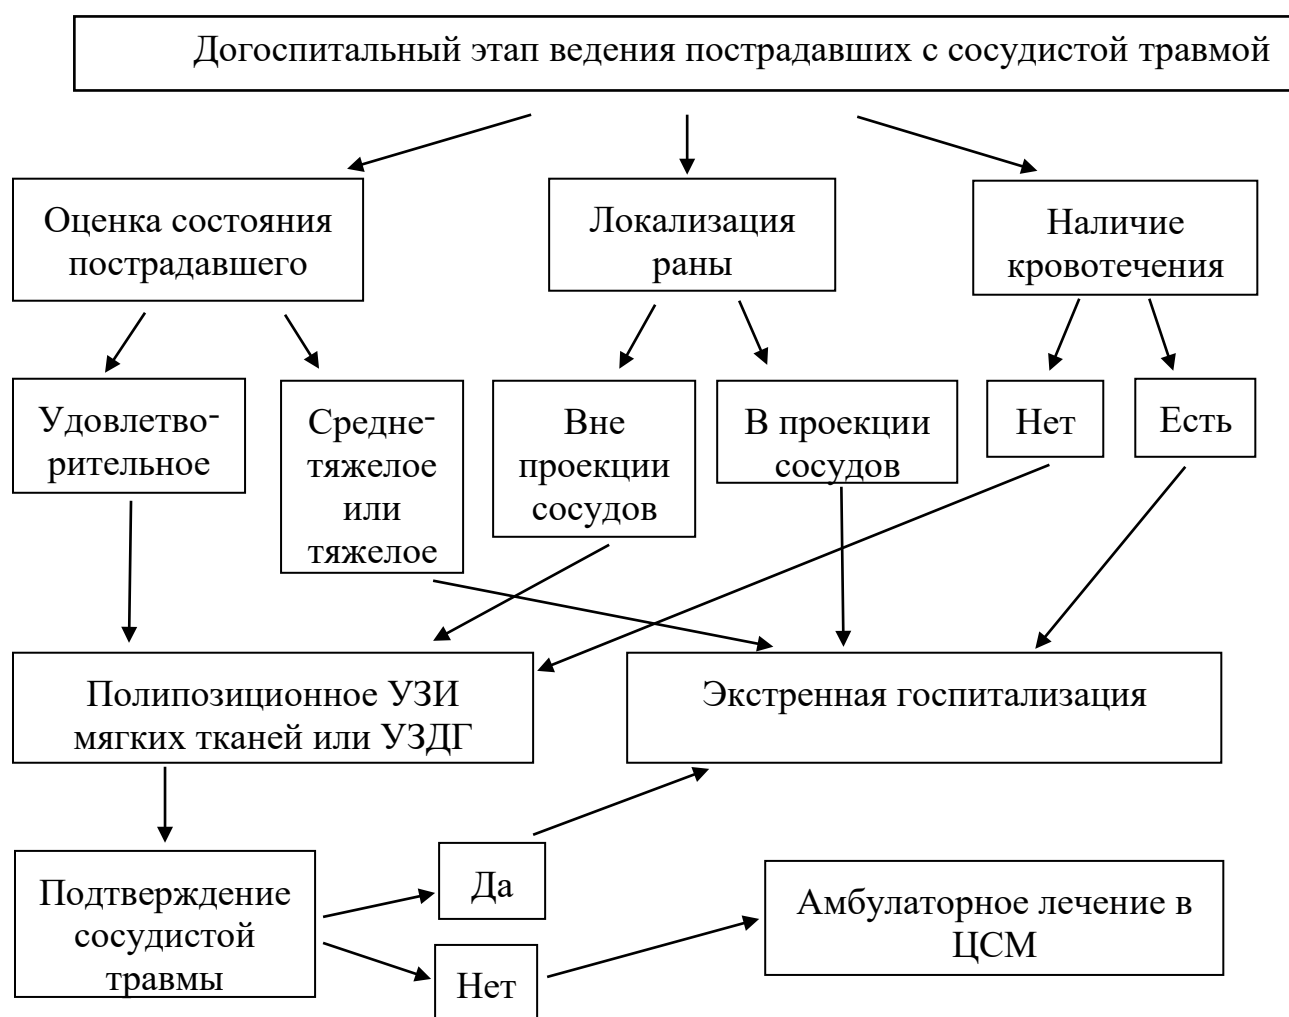 Догоспитальный этап ведения пострадавших с сосудистой травмой
Оценка состояния
пострадавшего
Локализация
раны
Наличие
кровотечения
Удовлетво-
рительное
Средне-
тяжелое
или
тяжелое
Вне
проекции
сосудов
В проекции
сосудов
Нет
Есть
Полипозиционное УЗИ
мягких тканей или УЗДГ
Экстренная госпитализация
Подтверждение
сосудистой
травмы
Да
Нет
Амбулаторное лечение в
ЦСМ